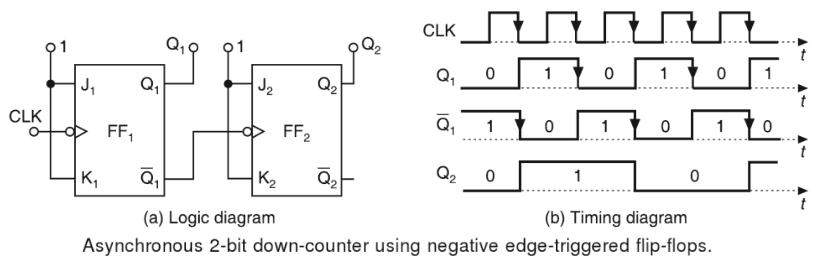 1 Q₁ 1 Q₂
J₁ Q₁ J₂ Q₂
CLK FF₁ FF₂
K₁ Q̅₁ K₂ Q̅₂
(a) Logic diagram
CLK t
Q₁ 0 1 0 1 0 1 t
Q̅₁ 1 0 1 0 1 0 t
Q₂ 0 1 0 t
(b) Timing diagram
Asynchronous 2-bit down-counter using negative edge-triggered flip-flops.